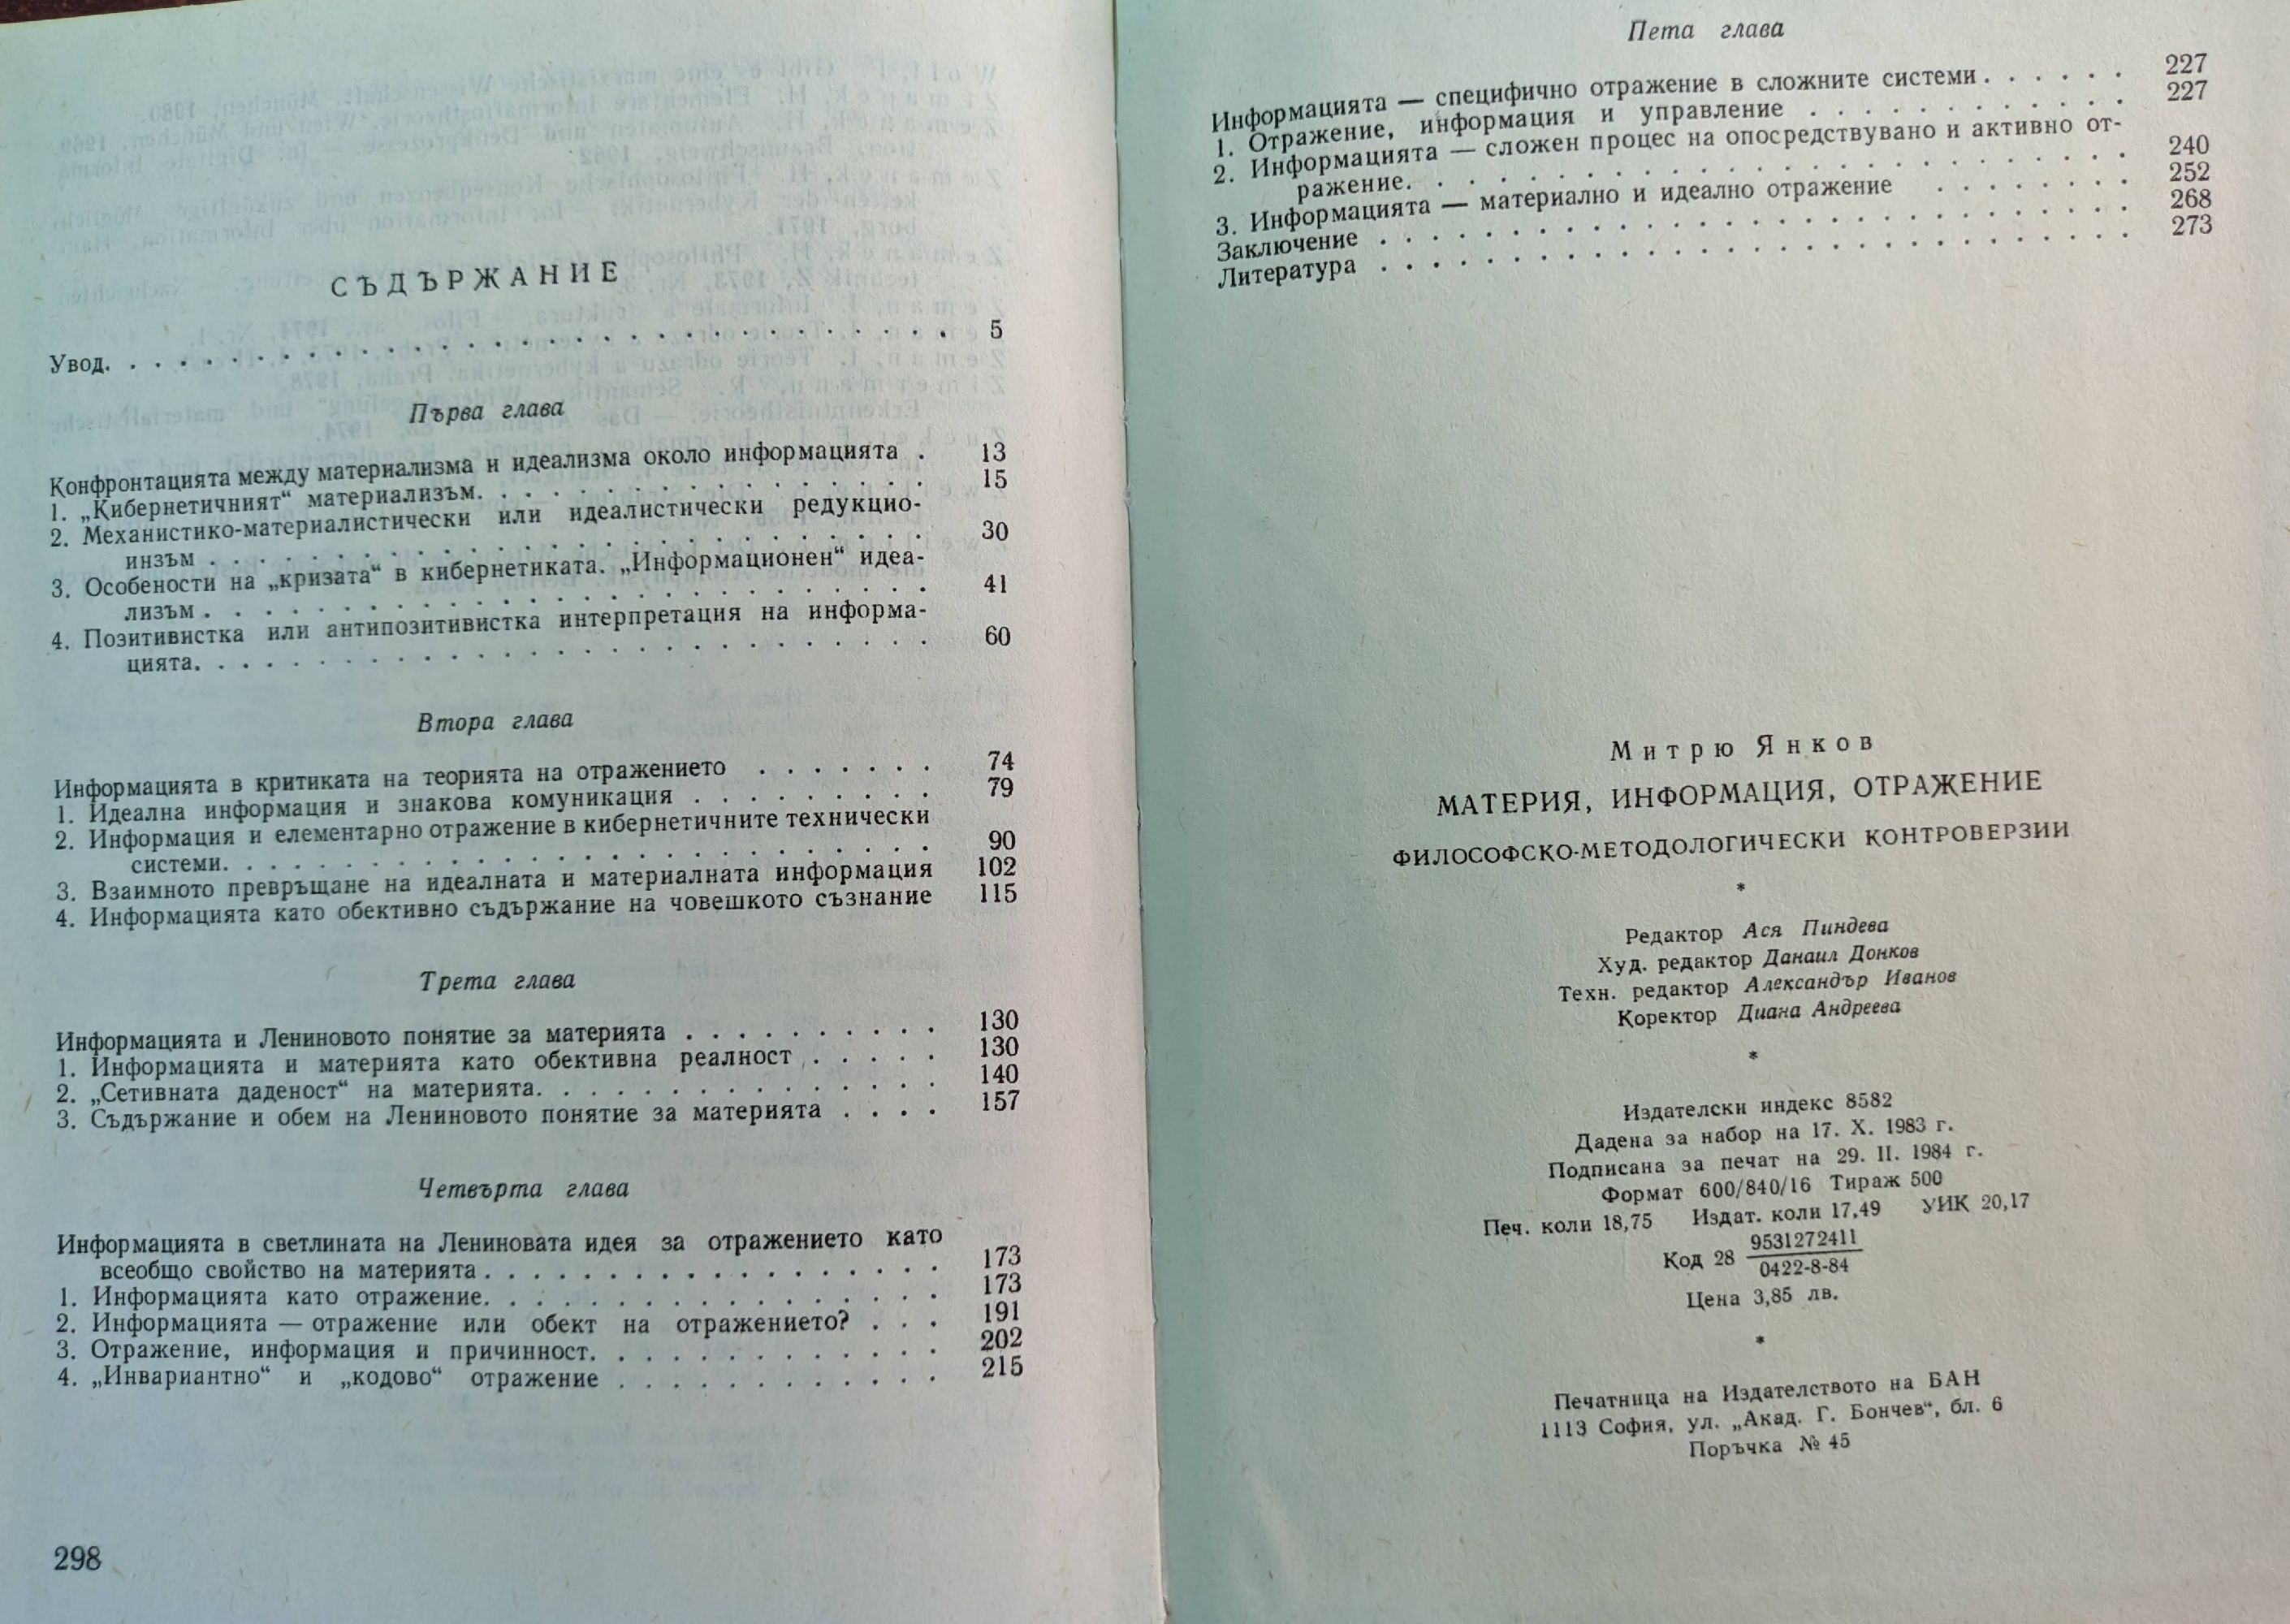 СЪДЪРЖАНИЕ
Увод. . . . . . . . . . . . . . . . . . . . . . . . . . . . . . . . . 5
Първа глава
Конфронтацията между материализма и идеализма около информацията . 13
1. „Кибернетичният“ материализъм. . . . . . . . . . . . . . . . . 15
2. Механистико-материалистически или идеалистически редукцио-
инзъм . . . . . . . . . . . . . . . . . . . . . . . . . . . . 30
3. Особености на „кризата“ в кибернетиката. „Информационен“ идеа-
лизъм . . . . . . . . . . . . . . . . . . . . . . . . . . . . 41
4. Позитивистка или антипозитивистка интерпретация на информа-
цията. . . . . . . . . . . . . . . . . . . . . . . . . . . . 60
Втора глава
Информацията в критиката на теорията на отражението . . . . . . . 74
1. Идеална информация и знакова комуникация . . . . . . . . . 79
2. Информация и елементарно отражение в кибернетичните технически
системи. . . . . . . . . . . . . . . . . . . . . . . . . . 90
3. Взаимното превръщане на идеалната и материалната информация 102
4. Информацията като обективно съдържание на човешкото съзнание 115
Трета глава
Информацията и Лениновото понятие за материята . . . . . . . . . . 130
1. Информацията и материята като обективна реалност . . . . . 130
2. „Сетивната даденост“ на материята. . . . . . . . . . . . . . . 140
3. Съдържание и обем на Лениновото понятие за материята . . . . 157
Четвърта глава
Информацията в светлината на Лениновата идея за отражението като
всеобщо свойство на материята . . . . . . . . . . . . . . . . . . 173
1. Информацията като отражение. . . . . . . . . . . . . . . . . 173
2. Информацията — отражение или обект на отражението? . . . 191
3. Отражение, информация и причинност. . . . . . . . . . . . . 202
4. „Инвариантно“ и „кодово“ отражение . . . . . . . . . . . . 215
298
Пета глава
Информацията — специфично отражение в сложните системи . . . . . . 227
1. Отражение, информация и управление . . . . . . . . . . . . 227
2. Информацията — сложен процес на опосредствувано и активно от-
ражение. . . . . . . . . . . . . . . . . . . . . . . . . . . 240
3. Информацията — материално и идеално отражение . . . . . . . . 252
Заключение . . . . . . . . . . . . . . . . . . . . . . . . . . . . 268
Литература . . . . . . . . . . . . . . . . . . . . . . . . . . . . 273
Митрю Янков
МАТЕРИЯ, ИНФОРМАЦИЯ, ОТРАЖЕНИЕ
ФИЛОСОФСКО-МЕТОДОЛОГИЧЕСКИ КОНТРОВЕРЗИИ
*
Редактор Ася Пиндева
Худ. редактор Данаил Донков
Техн. редактор Александър Иванов
Коректор Диана Андреева
*
Издателски индекс 8582
Дадена за набор на 17. X. 1983 г.
Подписана за печат на 29. II. 1984 г.
Формат 600/840/16 Тираж 500
Печ. коли 18,75 Издат. коли 17,49 УИК 20,17
Код 28 9531272411
0422-8-84
Цена 3,85 лв.
*
Печатница на Издателството на БАН
1113 София, ул. „Акад. Г. Бончев“, бл. 6
Поръчка № 45